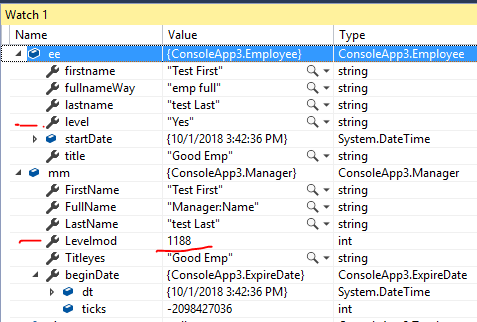 Watch 1
Name Value Type
ee {ConsoleApp3.Employee} ConsoleApp3.Employee
firstname "Test First" string
fullnameWay "emp full" string
lastname "test Last" string
level "Yes" string
startDate {10/1/2018 3:42:36 PM} System.DateTime
title "Good Emp" string
mm {ConsoleApp3.Manager} ConsoleApp3.Manager
FirstName "Test First" string
FullName "Manager:Name" string
LastName "test Last" string
Levelmod 1188 int
Titleyes "Good Emp" string
beginDate {ConsoleApp3.ExpireDate} ConsoleApp3.ExpireDate
dt {10/1/2018 3:42:36 PM} System.DateTime
ticks -2098427036 int